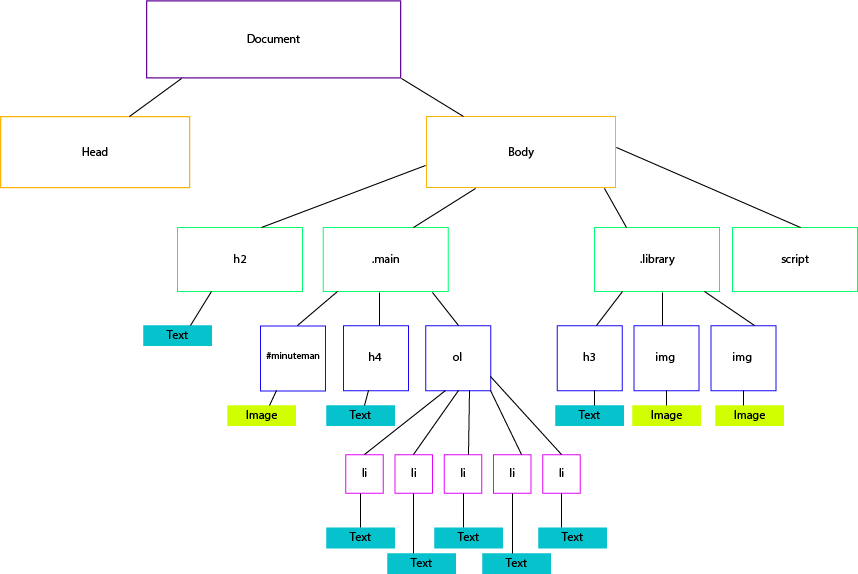 Document
Head
Body
h2
.main
.library
script
Text
#minuteman
h4
ol
h3
img
img
Image
Text
Text
Image
Image
li
li
li
li
li
Text
Text
Text
Text
Text